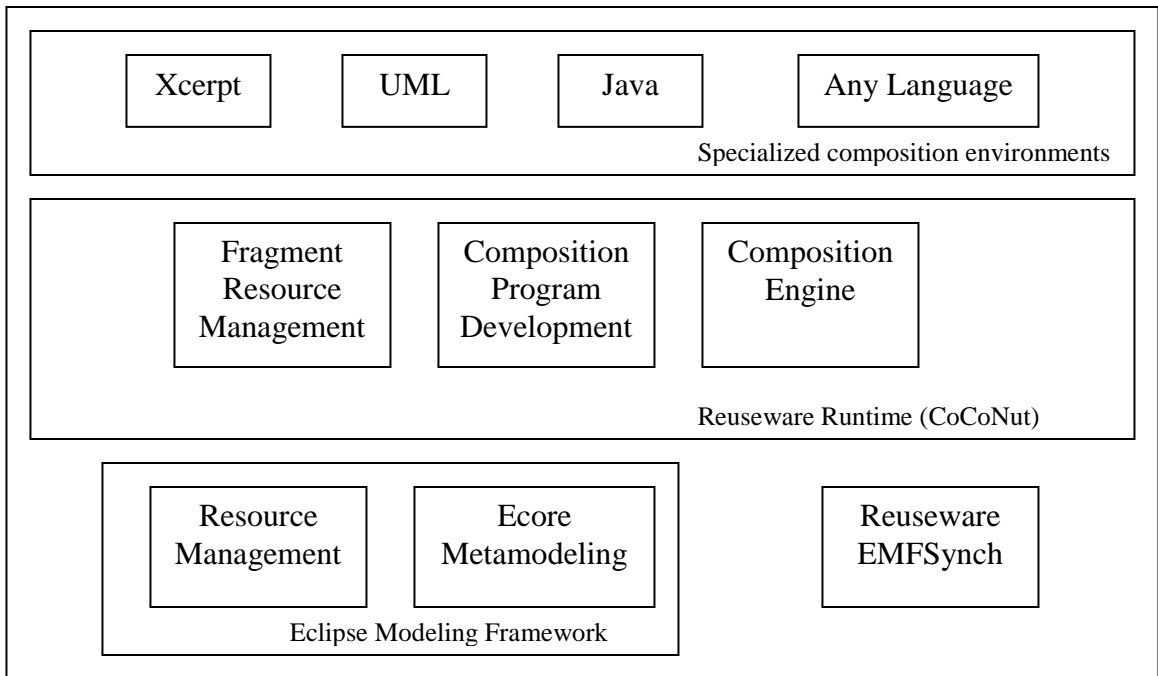 Xcerpt
UML
Java
Any Language
Specialized composition environments
Fragment
Resource
Management
Composition
Program
Development
Composition
Engine
Reuseware Runtime (CoCoNut)
Resource
Management
Ecore
Metamodeling
Eclipse Modeling Framework
Reuseware
EMFSynch